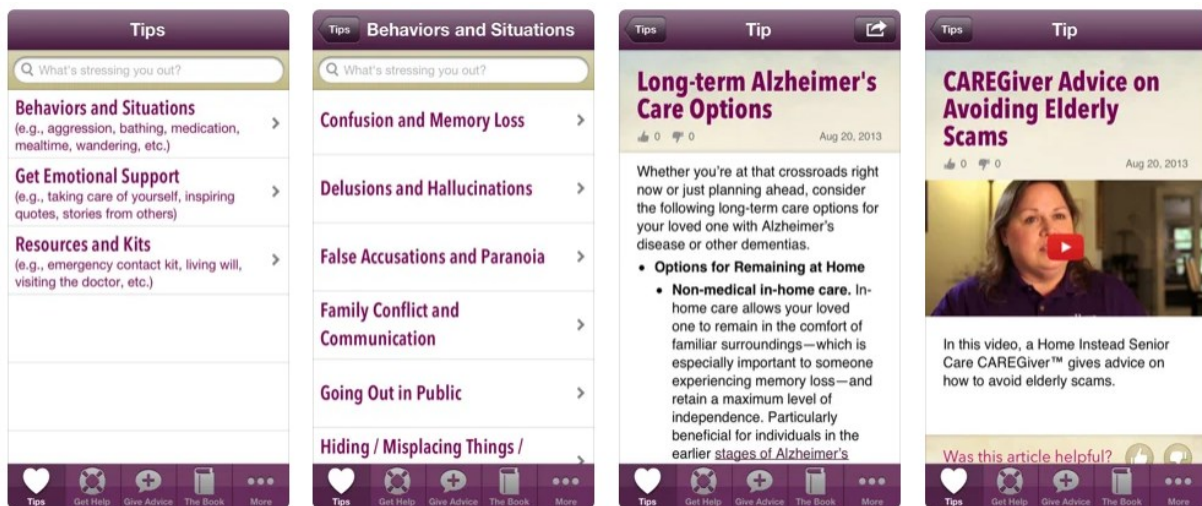 Tips
What's stressing you out?
Behaviors and Situations
(e.g., aggression, bathing, medication,
mealtime, wandering, etc.)
Get Emotional Support
(e.g., taking care of yourself, inspiring
quotes, stories from others)
Resources and Kits
(e.g., emergency contact kit, living will,
visiting the doctor, etc.)
Tips
Get Help
Give Advice
The Book
More
Tips
Behaviors and Situations
What's stressing you out?
Confusion and Memory Loss
Delusions and Hallucinations
False Accusations and Paranoia
Family Conflict and
Communication
Going Out in Public
Hiding / Misplacing Things /
Tips
Get Help
Give Advice
The Book
More
Tips
Tip
Long-term Alzheimer's
Care Options
0 0 Aug 20, 2013
Whether you're at that crossroads right
now or just planning ahead, consider
the following long-term care options for
your loved one with Alzheimer's
disease or other dementias.
• Options for Remaining at Home
• Non-medical in-home care. In-
home care allows your loved
one to remain in the comfort of
familiar surroundings—which is
especially important to someone
experiencing memory loss—and
retain a maximum level of
independence. Particularly
beneficial for individuals in the
earlier stages of Alzheimer's
Tips
Get Help
Give Advice
The Book
More
Tips
Tip
CAREGiver Advice on
Avoiding Elderly
Scams
0 0 Aug 20, 2013
In this video, a Home Instead Senior
Care CAREGiver™ gives advice on
how to avoid elderly scams.
Was this article helpful?
Tips
Get Help
Give Advice
The Book
More